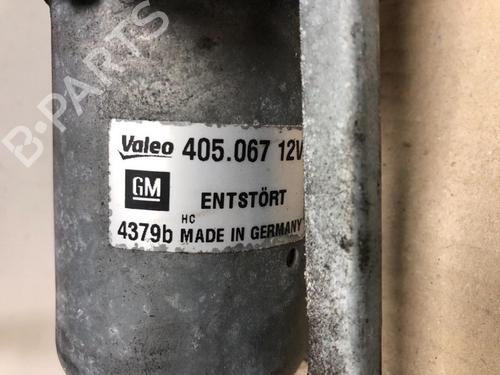 B-PARTS
Valeo 405.067 12V
GM ENTSTÖRT
HC
4379b MADE IN GERMANY